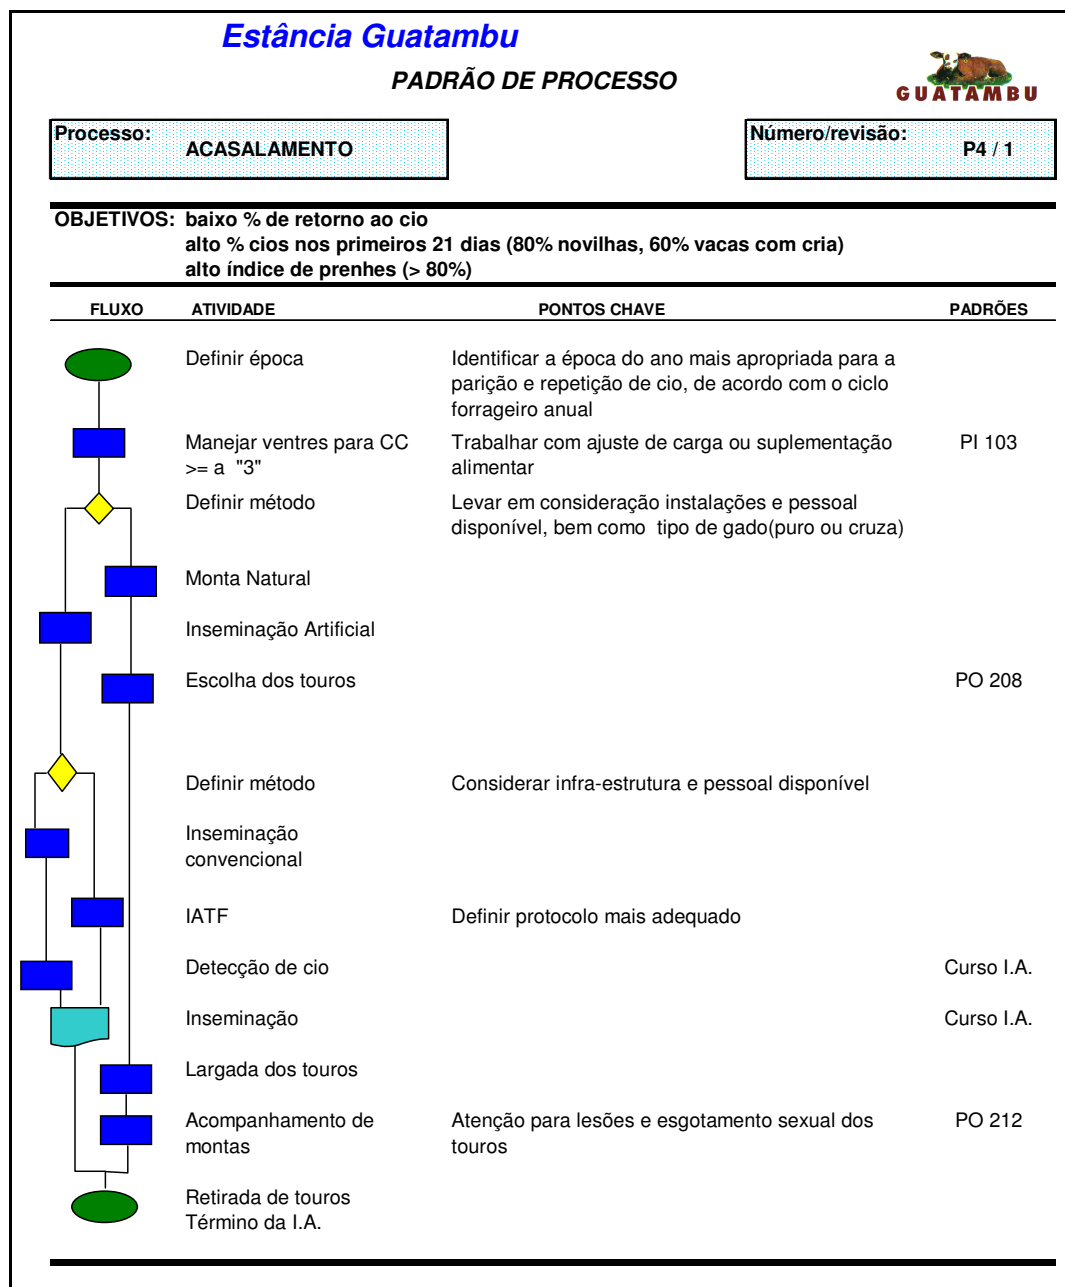 Estância Guatambu
PADRÃO DE PROCESSO
GUATAMBU
Processo:
ACASALAMENTO
Número/revisão:
P4 / 1
OBJETIVOS: baixo % de retorno ao cio
alto % cios nos primeiros 21 dias (80% novilhas, 60% vacas com cria)
alto índice de prenhes (> 80%)
FLUXO ATIVIDADE PONTOS CHAVE PADRÕES
Definir época Identificar a época do ano mais apropriada para a
parição e repetição de cio, de acordo com o ciclo
forrageiro anual
Manejar ventres para CC Trabalhar com ajuste de carga ou suplementação PI 103
>= a "3" alimentar
Definir método Levar em consideração instalações e pessoal
disponível, bem como tipo de gado(puro ou cruza)
Monta Natural
Inseminação Artificial
Escolha dos touros PO 208
Definir método Considerar infra-estrutura e pessoal disponível
Inseminação
convencional
IATF Definir protocolo mais adequado
Detecção de cio Curso I.A.
Inseminação Curso I.A.
Largada dos touros
Acompanhamento de Atenção para lesões e esgotamento sexual dos PO 212
montas touros
Retirada de touros
Término da I.A.